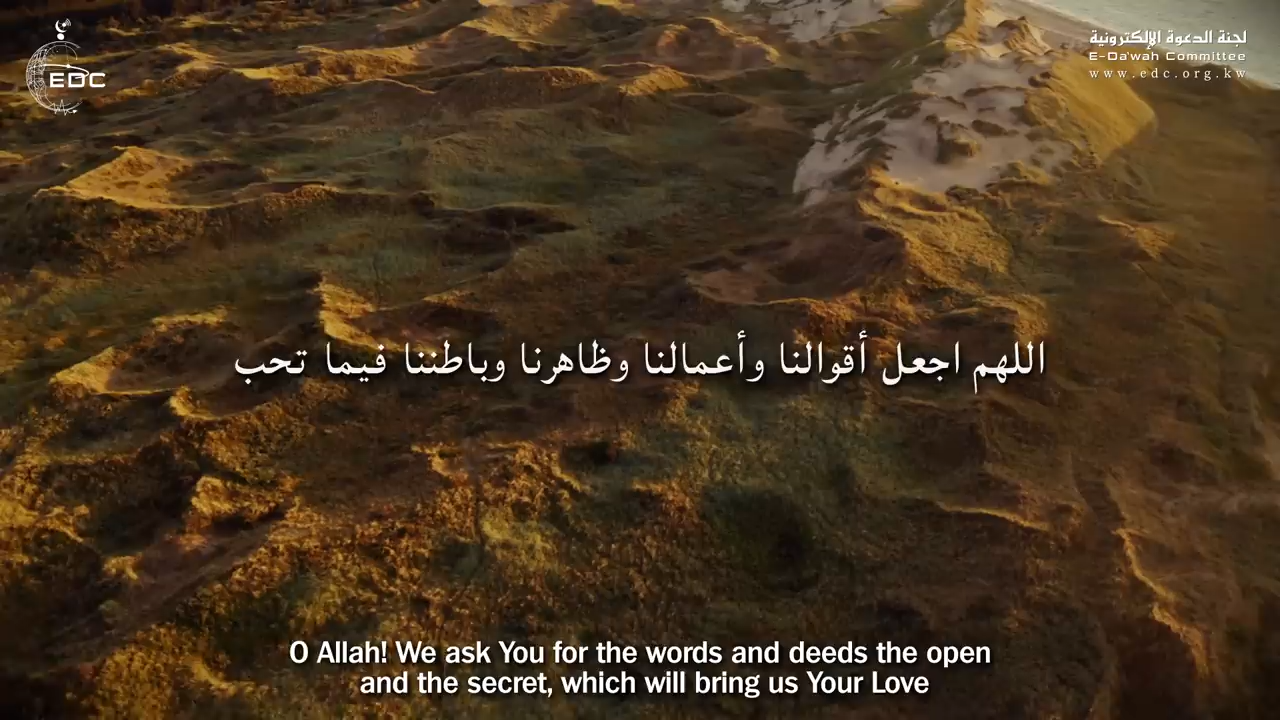 EDC
لجنة الدعوة الإلكترونية
E-Da'wah Committee
www.edc.org.kw
اللهم اجعل أقوالنا وأعمالنا وظاهرنا وباطننا فيما تحب
O Allah! We ask You for the words and deeds the open
and the secret, which will bring us Your Love